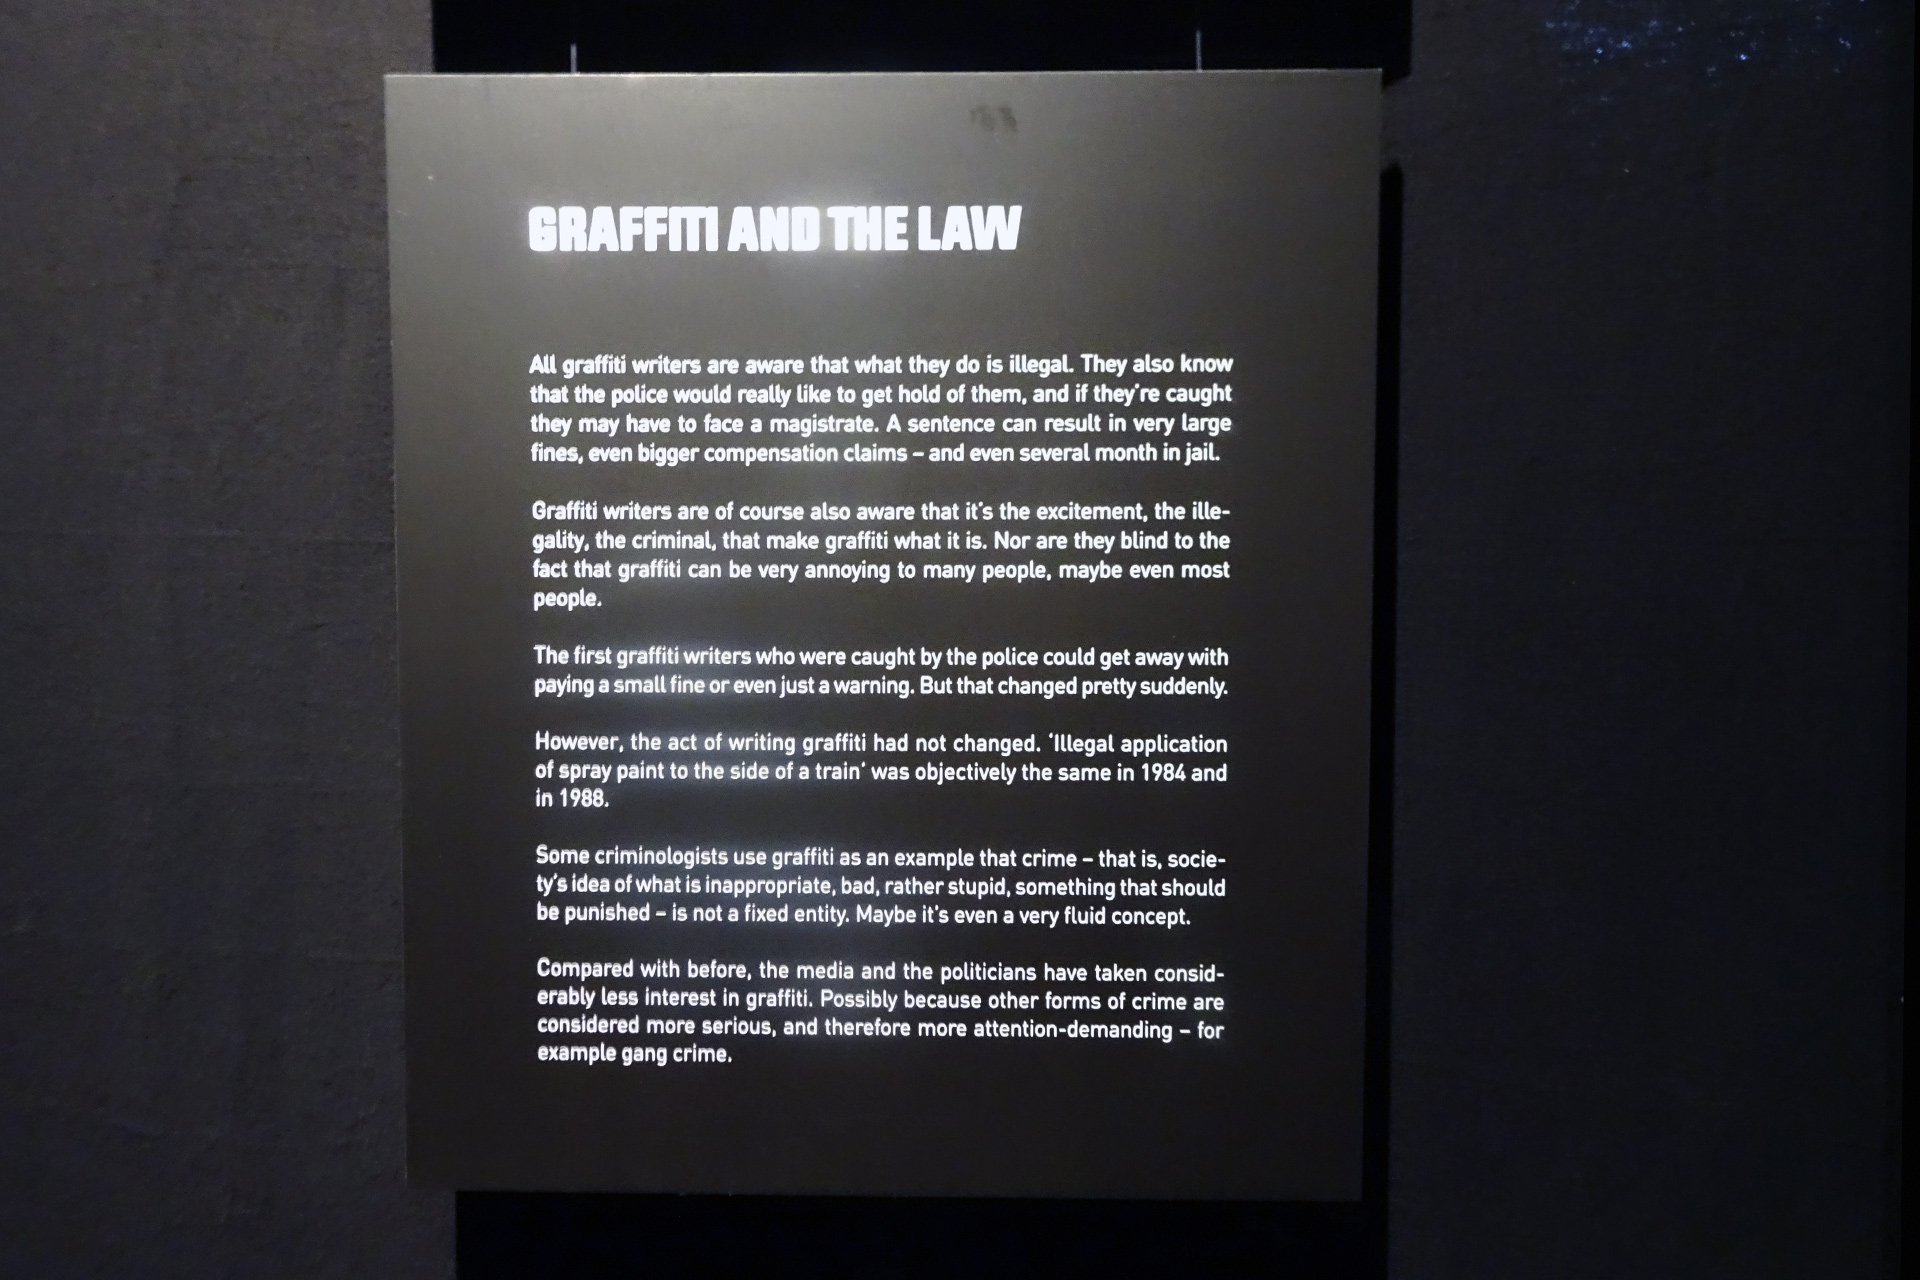 GRAFFITI AND THE LAW
All graffiti writers are aware that what they do is illegal. They also know
that the police would really like to get hold of them, and if they're caught
they may have to face a magistrate. A sentence can result in very large
fines, even bigger compensation claims – and even several month in jail.
Graffiti writers are of course also aware that it's the excitement, the ille-
gality, the criminal, that make graffiti what it is. Nor are they blind to the
fact that graffiti can be very annoying to many people, maybe even most
people.
The first graffiti writers who were caught by the police could get away with
paying a small fine or even just a warning. But that changed pretty suddenly.
However, the act of writing graffiti had not changed. 'Illegal application
of spray paint to the side of a train' was objectively the same in 1984 and
in 1988.
Some criminologists use graffiti as an example that crime – that is, socie-
ty's idea of what is inappropriate, bad, rather stupid, something that should
be punished – is not a fixed entity. Maybe it's even a very fluid concept.
Compared with before, the media and the politicians have taken consid-
erably less interest in graffiti. Possibly because other forms of crime are
considered more serious, and therefore more attention-demanding – for
example gang crime.